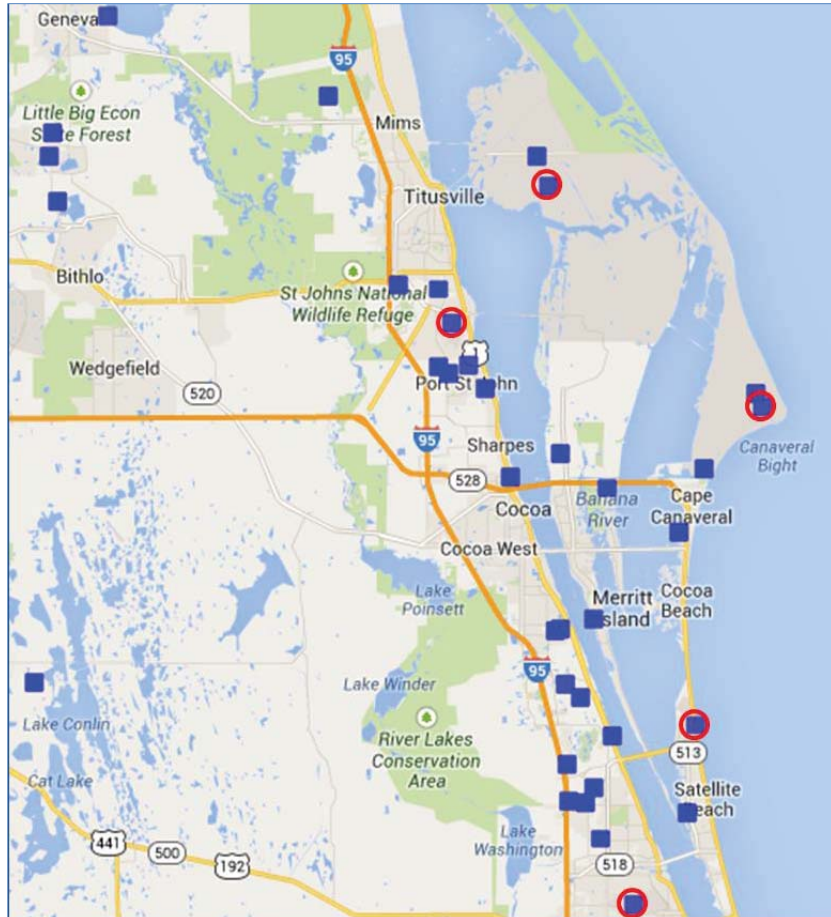 Geneva
95
Little Big Econ
State Forest
Mims
Titusville
Bithlo
St Johns National
Wildlife Refuge
1
Wedgefield
520
Port St John
95
Canaveral
Bight
Sharpes
528
Banana
River
Cape
Canaveral
Cocoa
Cocoa West
Lake
Poinsett
Merritt
Island
Cocoa
Beach
95
Lake Winder
Lake Conlin
River Lakes
Conservation
Area
513
Cat Lake
Satellite
Beach
Lake
Washington
441
500
192
518